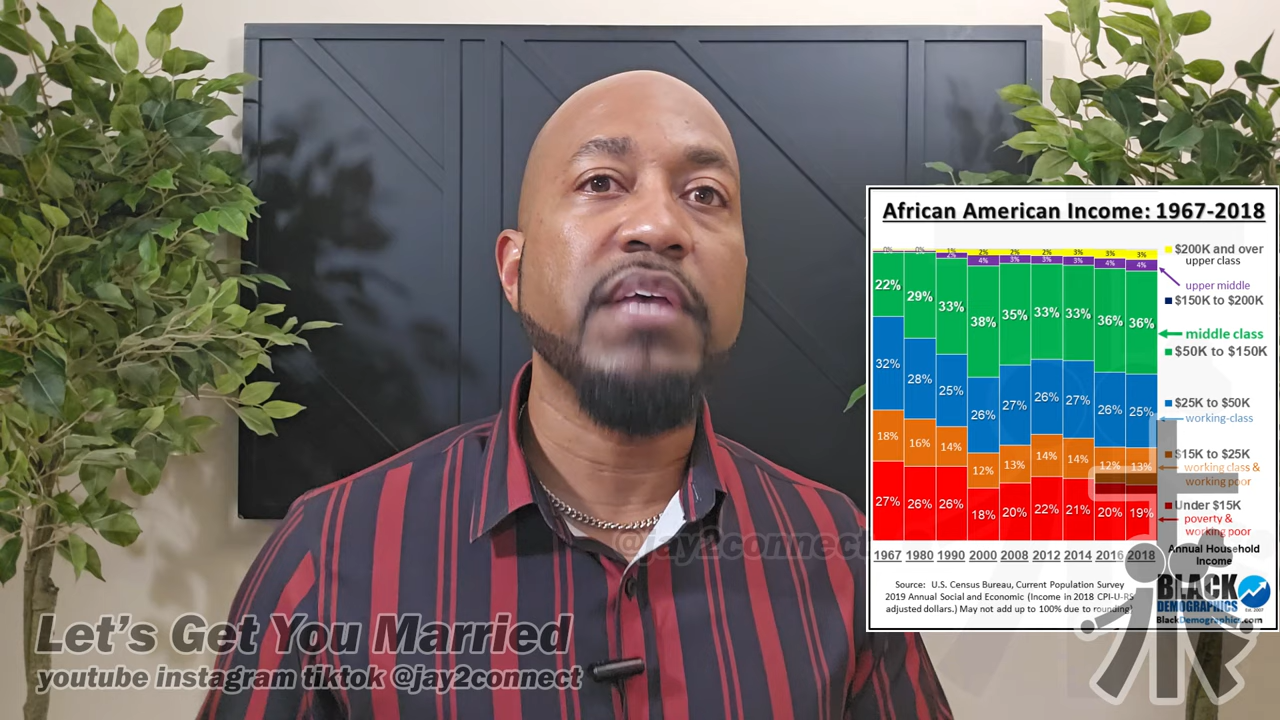 African American Income: 1967-2018
0% 0% 1% 2% 2% 2% 3% 3% 3%
2% 4% 3% 3% 3% 4% 4%
22% 29% 33% 38% 35% 33% 33% 36% 36%
32% 28% 25% 26% 27% 26% 27% 26% 25%
18% 16% 14% 12% 13% 14% 14% 12% 13%
27% 26% 26% 18% 20% 22% 21% 20% 19%
1967 1980 1990 2000 2008 2012 2014 2016 2018
$200K and over
upper class
upper middle
$150K to $200K
middle class
$50K to $150K
$25K to $50K
working-class
$15K to $25K
working class &
working poor
Under $15K
poverty &
working poor
Annual Household
Income
Source: U.S. Census Bureau, Current Population Survey
2019 Annual Social and Economic (Income in 2018 CPI-U-RS
adjusted dollars.) May not add up to 100% due to rounding!
BLACK
DEMOGRAPHICS
Est. 2007
BlackDemographics.com
@jay2connect
Let's Get You Married
youtube instagram tiktok @jay2connect